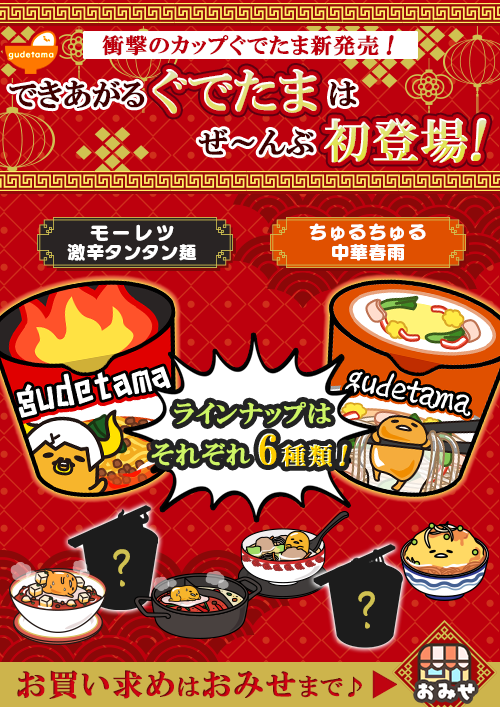 gudetama
衝撃のカップぐでたま新発売！
できあがるぐでたまは
ぜ～んぶ初登場！
モーレツ
激辛タンタン麺
ちゅるちゅる
中華春雨
gudetama
gudetama
ラインナップは
それぞれ6種類！
?
?
お買い求めはおみせまで♪▶
おみせ